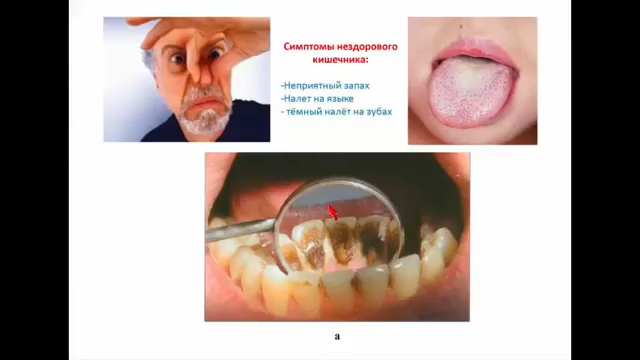 Симптомы нездорового
кишечника:
-Неприятный запах
-Налет на языке
- тёмный налёт на зубах
а